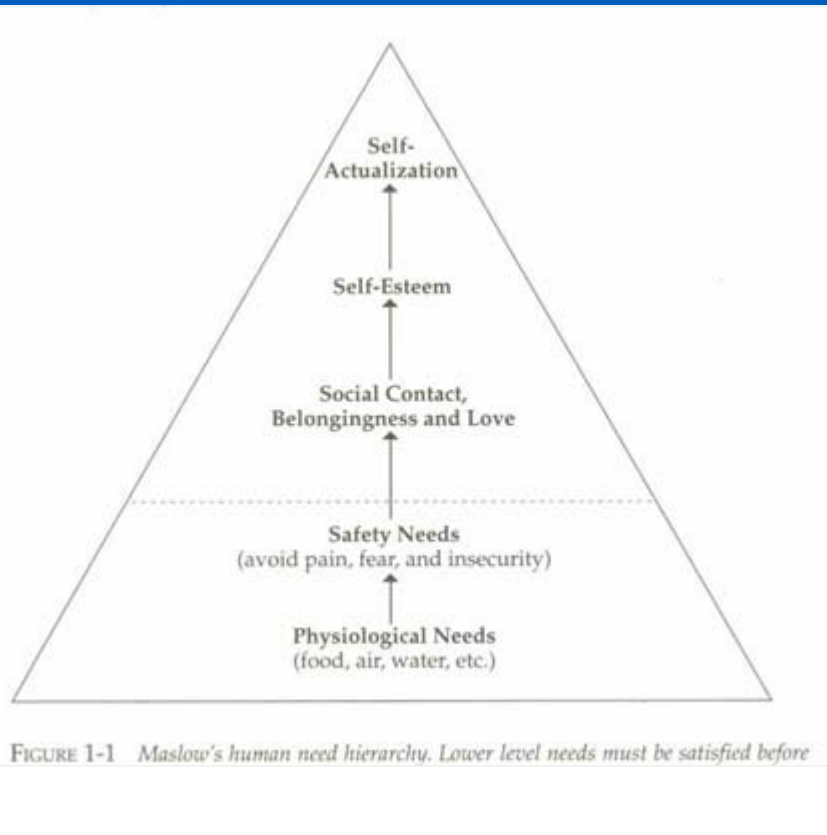 Self-
Actualization
Self-Esteem
Social Contact,
Belongingness and Love
Safety Needs
(avoid pain, fear, and insecurity)
Physiological Needs
(food, air, water, etc.)
FIGURE 1-1 Maslow's human need hierarchy. Lower level needs must be satisfied before